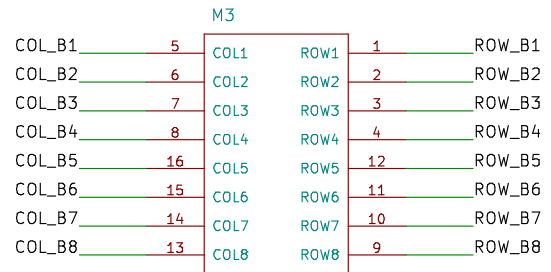 M3
COL_B1 5 COL1 ROW1 1 ROW_B1
COL_B2 6 COL2 ROW2 2 ROW_B2
COL_B3 7 COL3 ROW3 3 ROW_B3
COL_B4 8 COL4 ROW4 4 ROW_B4
COL_B5 16 COL5 ROW5 12 ROW_B5
COL_B6 15 COL6 ROW6 11 ROW_B6
COL_B7 14 COL7 ROW7 10 ROW_B7
COL_B8 13 COL8 ROW8 9 ROW_B8